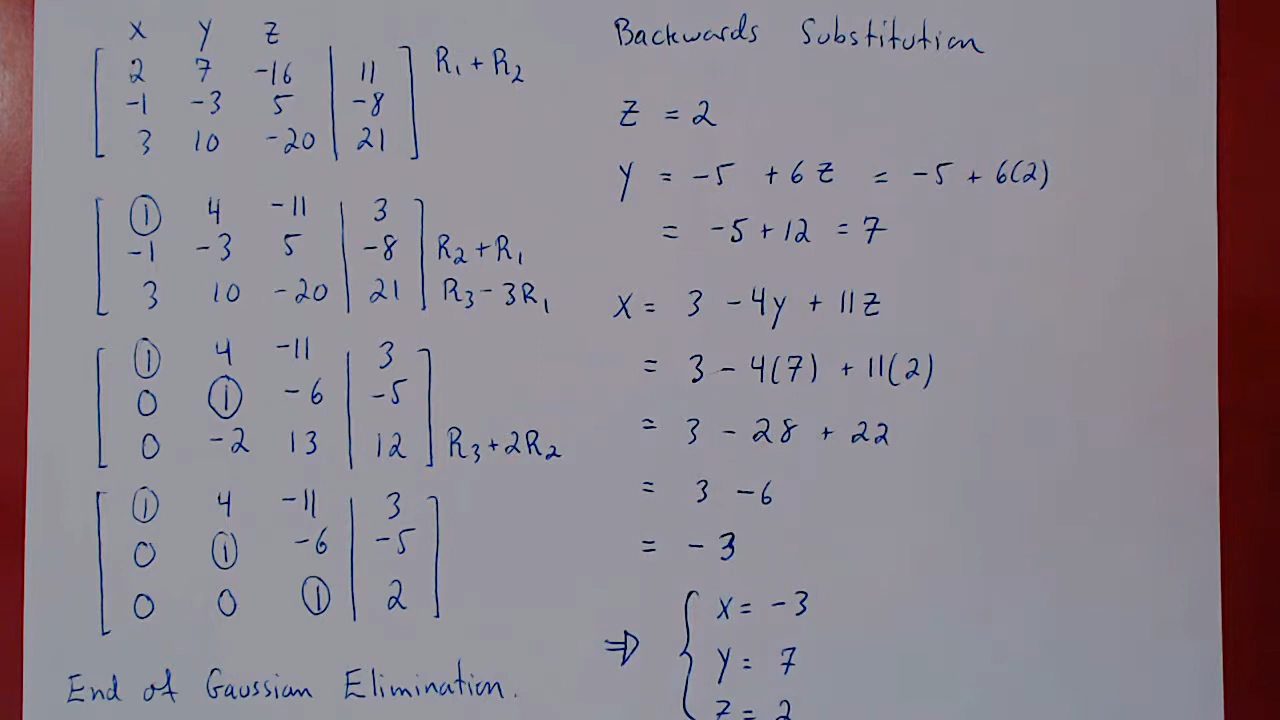 X Y Z
2 7 -16 | 11 R₁ + R₂
-1 -3 5 | -8
3 10 -20 | 21
① 4 -11 | 3
-1 -3 5 | -8 R₂ + R₁
3 10 -20 | 21 R₃ - 3R₁
① 4 -11 | 3
0 ① -6 | -5
0 -2 13 | 12 R₃ + 2R₂
① 4 -11 | 3
0 ① -6 | -5
0 0 ① | 2
End of Gaussian Elimination.
Backwards Substitution
Z = 2
Y = -5 + 6Z = -5 + 6(2)
= -5 + 12 = 7
X = 3 - 4y + 11Z
= 3 - 4(7) + 11(2)
= 3 - 28 + 22
= 3 - 6
= -3
⇒ { X = -3
Y = 7
Z = 2